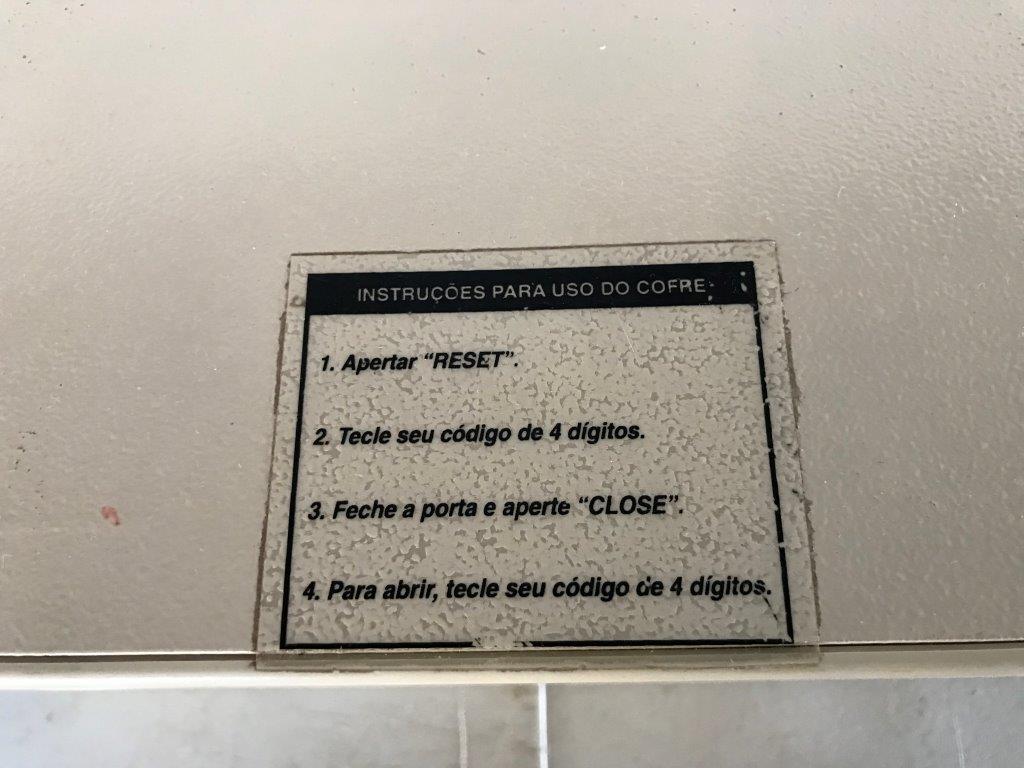 INSTRUÇÕES PARA USO DO COFRE
1. Apertar “RESET”.
2. Tecle seu código de 4 dígitos.
3. Feche a porta e aperte “CLOSE”.
4. Para abrir, tecle seu código de 4 dígitos.